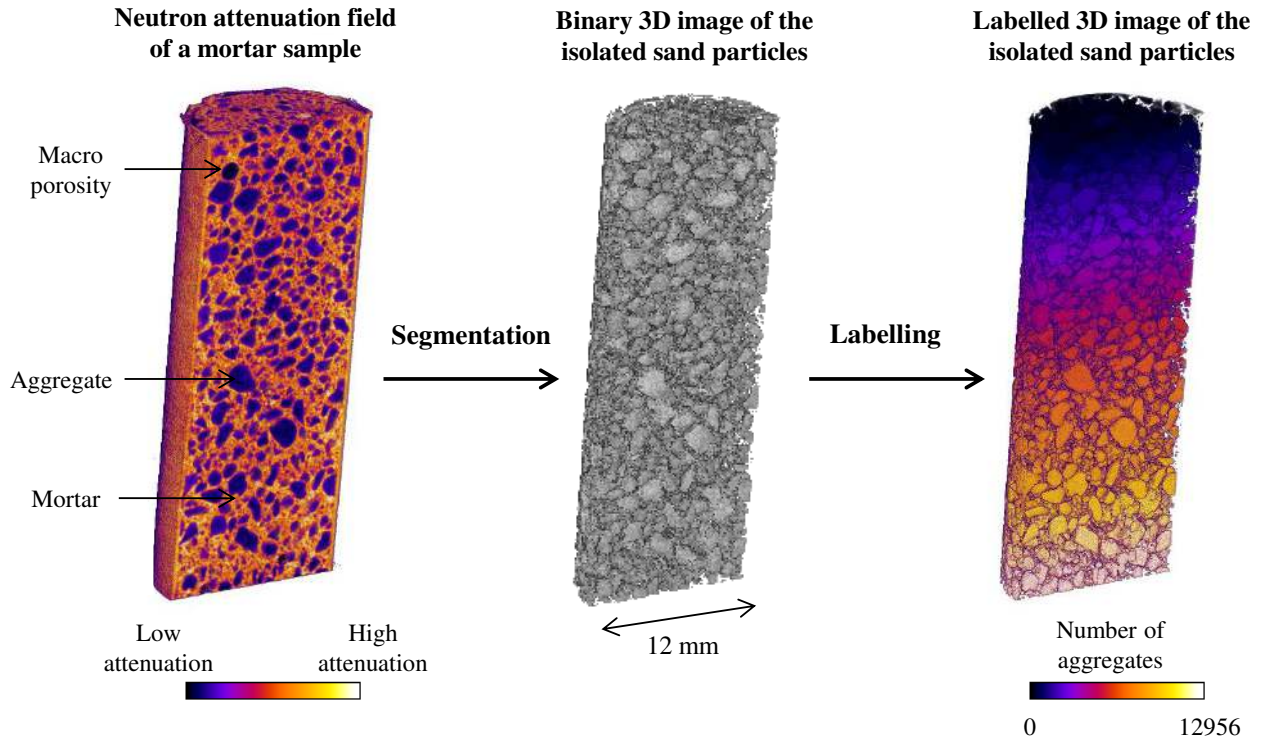 Neutron attenuation field
of a mortar sample
Binary 3D image of the
isolated sand particles
Labelled 3D image of the
isolated sand particles
Macro
porosity
Aggregate
Mortar
Segmentation
Labelling
12 mm
Low
attenuation
High
attenuation
Number of
aggregates
0
12956